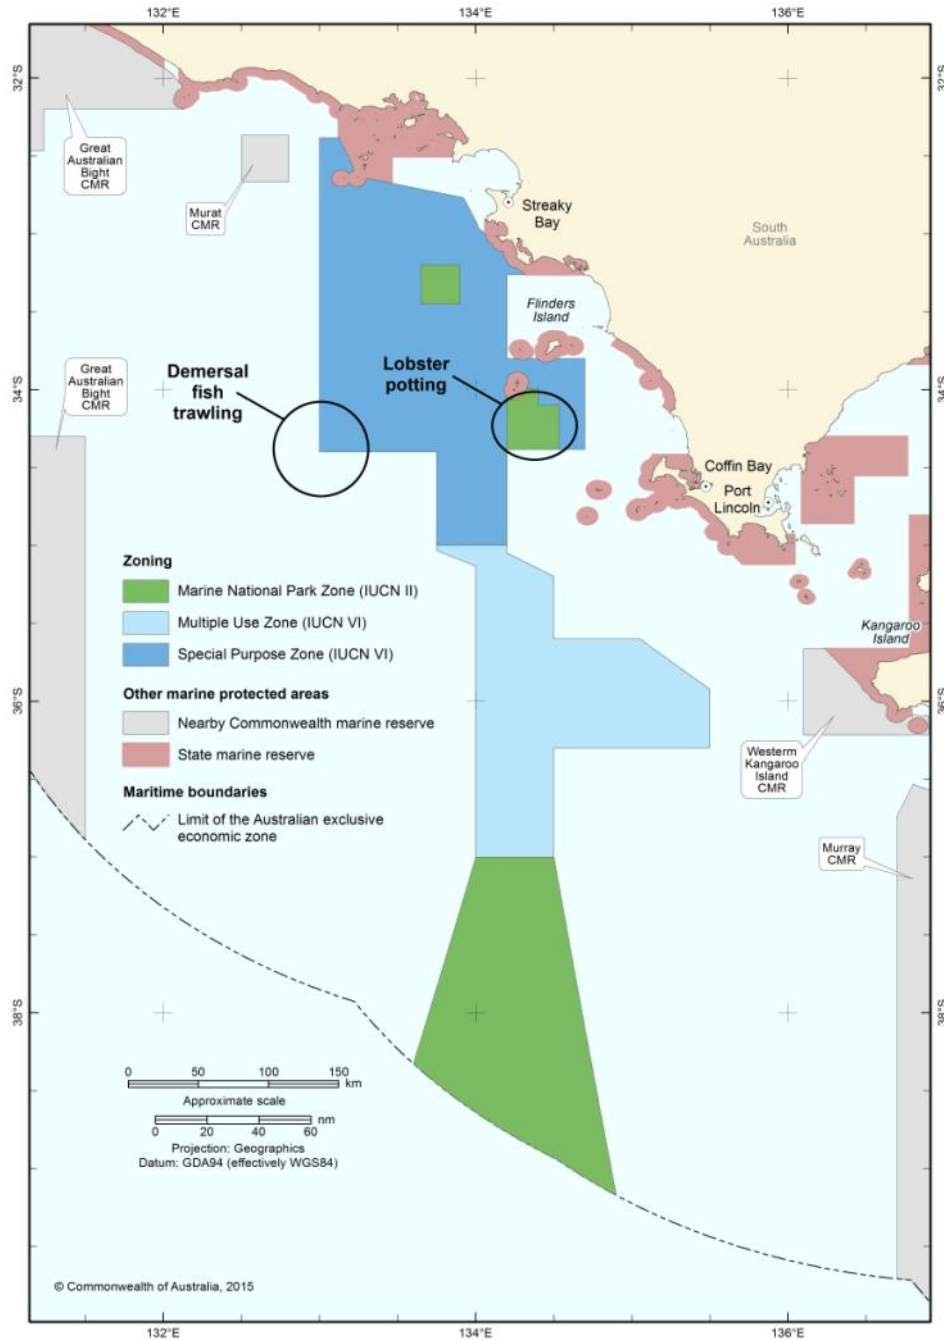 132°E
134°E
136°E
32°S
32°S
Great
Australian
Bight
CMR
Murat
CMR
Streaky
Bay
South
Australia
Flinders
Island
Great
Australian
Bight
CMR
Demersal
fish
trawling
Lobster
potting
34°S
34°S
Coffin Bay
Port
Lincoln
Zoning
Marine National Park Zone (IUCN II)
Multiple Use Zone (IUCN VI)
Special Purpose Zone (IUCN VI)
Kangaroo
Island
Other marine protected areas
Nearby Commonwealth marine reserve
State marine reserve
36°S
36°S
Westerm
Kangaroo
Island
CMR
Maritime boundaries
Limit of the Australian exclusive
economic zone
Murray
CMR
38°S
38°S
0 50 100 150 km
Approximate scale
nm
0 20 40 60
Projection: Geographics
Datum: GDA94 (effectively WGS84)
© Commonwealth of Australia, 2015
132°E
134°E
136°E